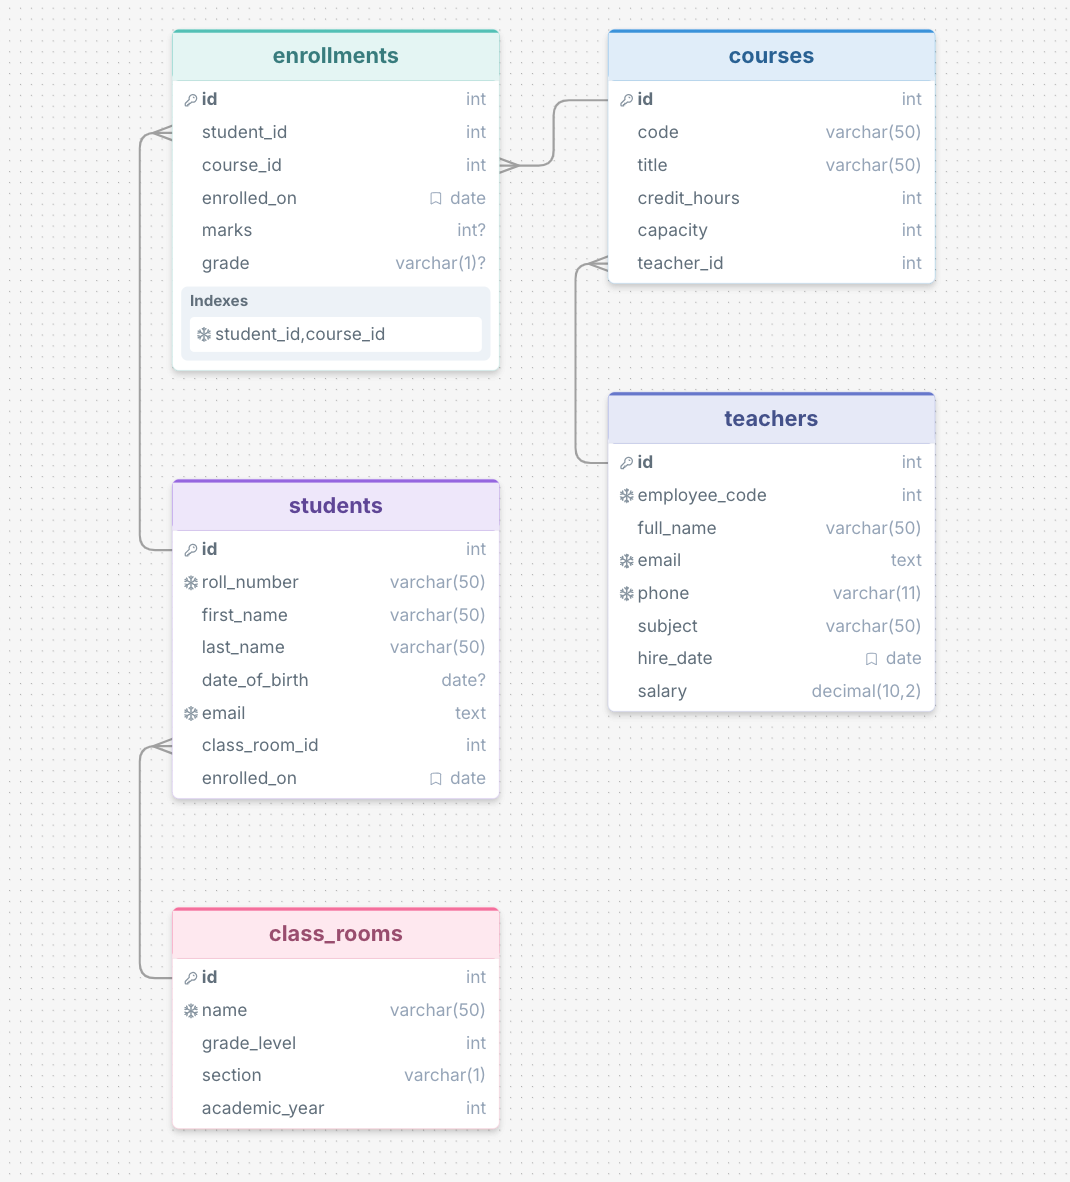 enrollments
id int
student_id int
course_id int
enrolled_on date
marks int?
grade varchar(1)?
Indexes
student_id,course_id
courses
id int
code varchar(50)
title varchar(50)
credit_hours int
capacity int
teacher_id int
teachers
id int
employee_code int
full_name varchar(50)
email text
phone varchar(11)
subject varchar(50)
hire_date date
salary decimal(10,2)
students
id int
roll_number varchar(50)
first_name varchar(50)
last_name varchar(50)
date_of_birth date?
email text
class_room_id int
enrolled_on date
class_rooms
id int
name varchar(50)
grade_level int
section varchar(1)
academic_year int